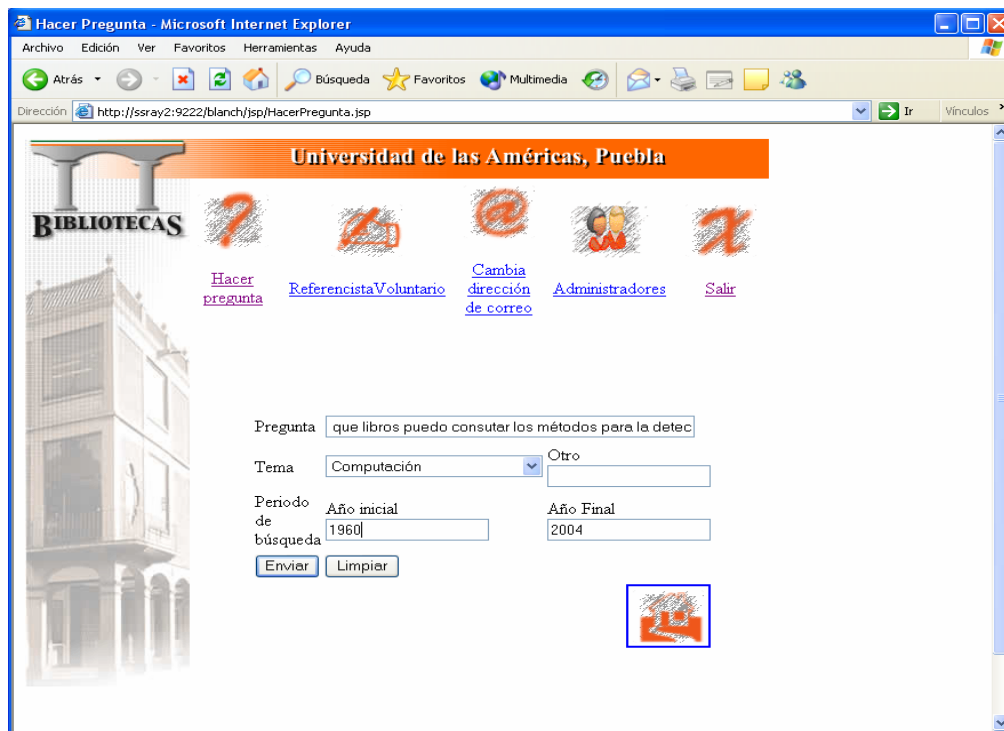 Hacer Pregunta - Microsoft Internet Explorer
Archivo Edición Ver Favoritos Herramientas Ayuda
Atrás Búsqueda Favoritos Multimedia
Dirección http://ssray2:9222/blanch/jsp/HacerPregunta.jsp Ir Vínculos
Universidad de las Américas, Puebla
BIBLIOTECAS
Hacer
pregunta
ReferencistaVoluntario
Cambia
dirección
de correo
Administradores
Salir
Pregunta que libros puedo consutar los métodos para la detec
Tema Computación
Otro
Periodo
de
búsqueda
Año inicial
1960
Año Final
2004
Enviar Limpiar